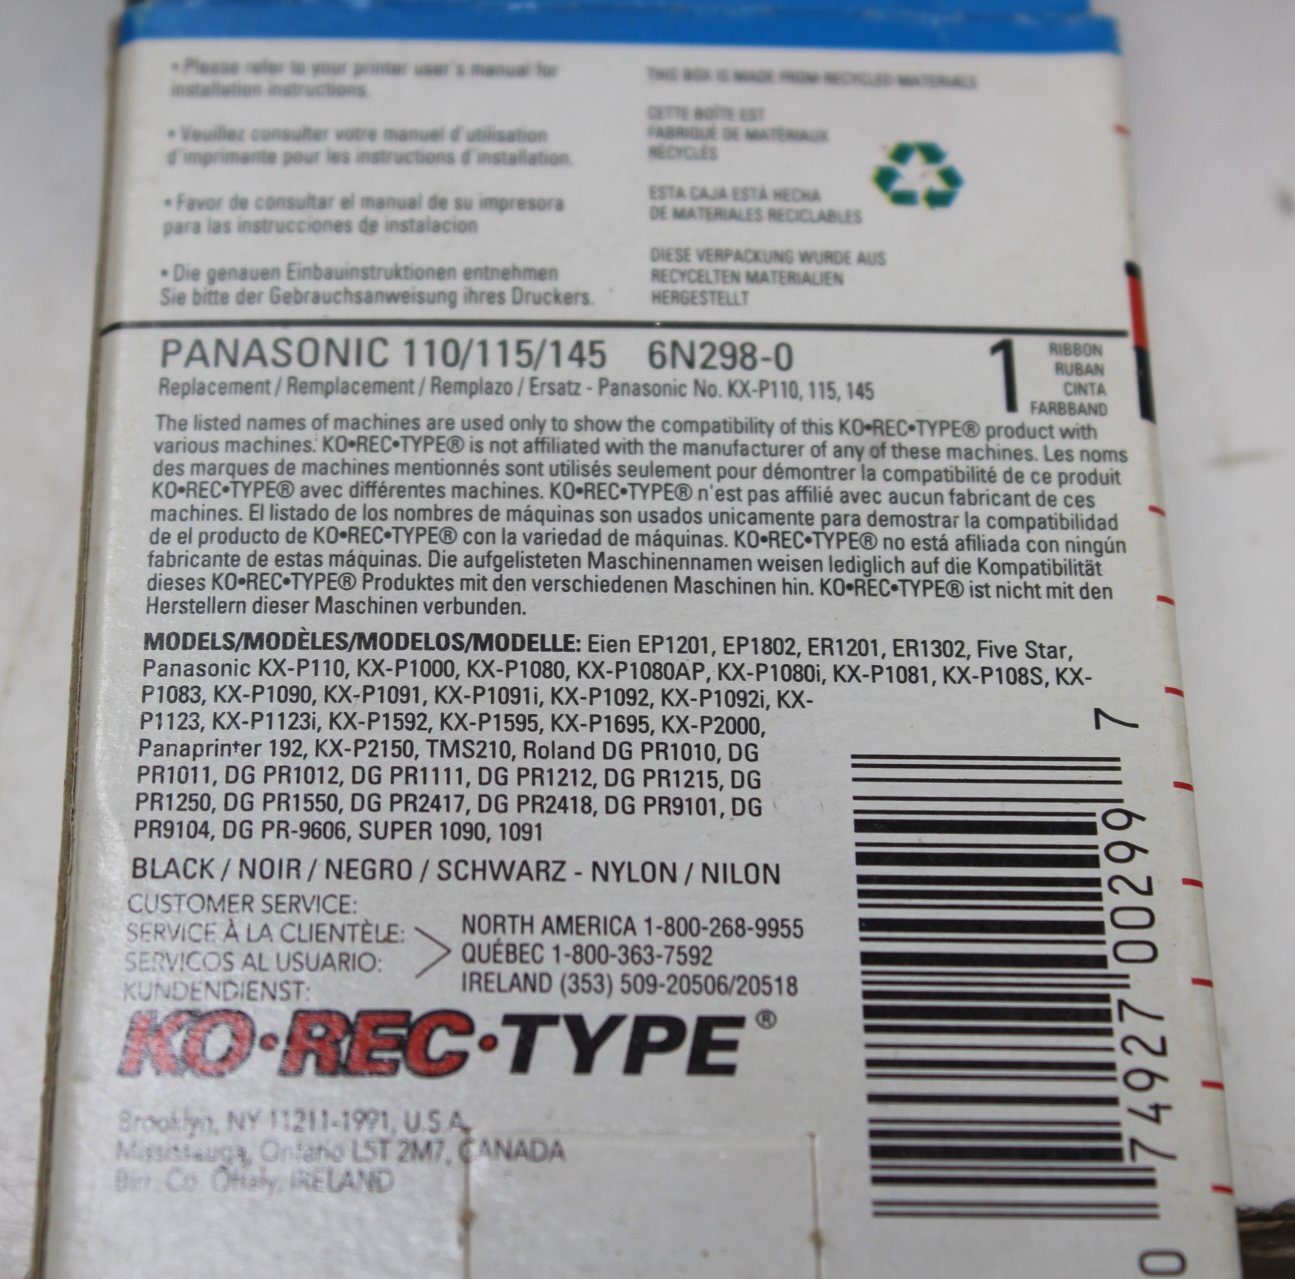 • Please refer to your printer user's manual for
installation instructions.
• Veuillez consulter votre manuel d'utilisation
d'imprimante pour les instructions d'installation.
• Favor de consultar el manual de su impresora
para las instrucciones de instalacion
• Die genauen Einbauinstruktionen entnehmen
Sie bitte der Gebrauchsanweisung ihres Druckers.
THIS BOX IS MADE FROM RECYCLED MATERIALS
CETTE BOÎTE EST
FABRIQUÉ DE MATÉRIAUX
RECYCLÉS
ESTA CAJA ESTÁ HECHA
DE MATERIALES RECICLABLES
DIESE VERPACKUNG WURDE AUS
RECYCELTEN MATERIALIEN
HERGESTELLT
PANASONIC 110/115/145 6N298-0
Replacement / Remplacement / Remplazo / Ersatz - Panasonic No. KX-P110, 115, 145
1
RIBBON
RUBAN
CINTA
FARBBAND
The listed names of machines are used only to show the compatibility of this KO•REC•TYPE® product with
various machines. KO•REC•TYPE® is not affiliated with the manufacturer of any of these machines. Les noms
des marques de machines mentionnés sont utilisés seulement pour démontrer la compatibilité de ce produit
KO•REC•TYPE® avec différentes machines. KO•REC•TYPE® n'est pas affilié avec aucun fabricant de ces
machines. El listado de los nombres de máquinas son usados unicamente para demostrar la compatibilidad
de el producto de KO•REC•TYPE® con la variedad de máquinas. KO•REC•TYPE® no está afiliada con ningún
fabricante de estas máquinas. Die aufgelisteten Maschinennamen weisen lediglich auf die Kompatibilität
dieses KO•REC•TYPE® Produktes mit den verschiedenen Maschinen hin. KO•REC•TYPE® ist nicht mit den
Herstellern dieser Maschinen verbunden.
MODELS/MODÈLES/MODELOS/MODELLE: Eien EP1201, EP1802, ER1201, ER1302, Five Star,
Panasonic KX-P110, KX-P1000, KX-P1080, KX-P1080AP, KX-P1080i, KX-P1081, KX-P108S, KX-
P1083, KX-P1090, KX-P1091, KX-P1091i, KX-P1092, KX-P1092i, KX-
P1123, KX-P1123i, KX-P1592, KX-P1595, KX-P1695, KX-P2000,
Panaprinter 192, KX-P2150, TMS210, Roland DG PR1010, DG
PR1011, DG PR1012, DG PR1111, DG PR1212, DG PR1215, DG
PR1250, DG PR1550, DG PR2417, DG PR2418, DG PR9101, DG
PR9104, DG PR-9606, SUPER 1090, 1091
BLACK / NOIR / NEGRO / SCHWARZ - NYLON / NILON
CUSTOMER SERVICE:
SERVICE À LA CLIENTÈLE:
SERVICOS AL USUARIO:
KUNDENDIENST:
NORTH AMERICA 1-800-268-9955
QUÉBEC 1-800-363-7592
IRELAND (353) 509-20506/20518
KO•REC•TYPE®
Brooklyn, NY 11211-1991, U.S.A.
Mississauga, Ontario L5T 2M7, CANADA
Birr. Co Offaly, IRELAND
0 74927 00299 7